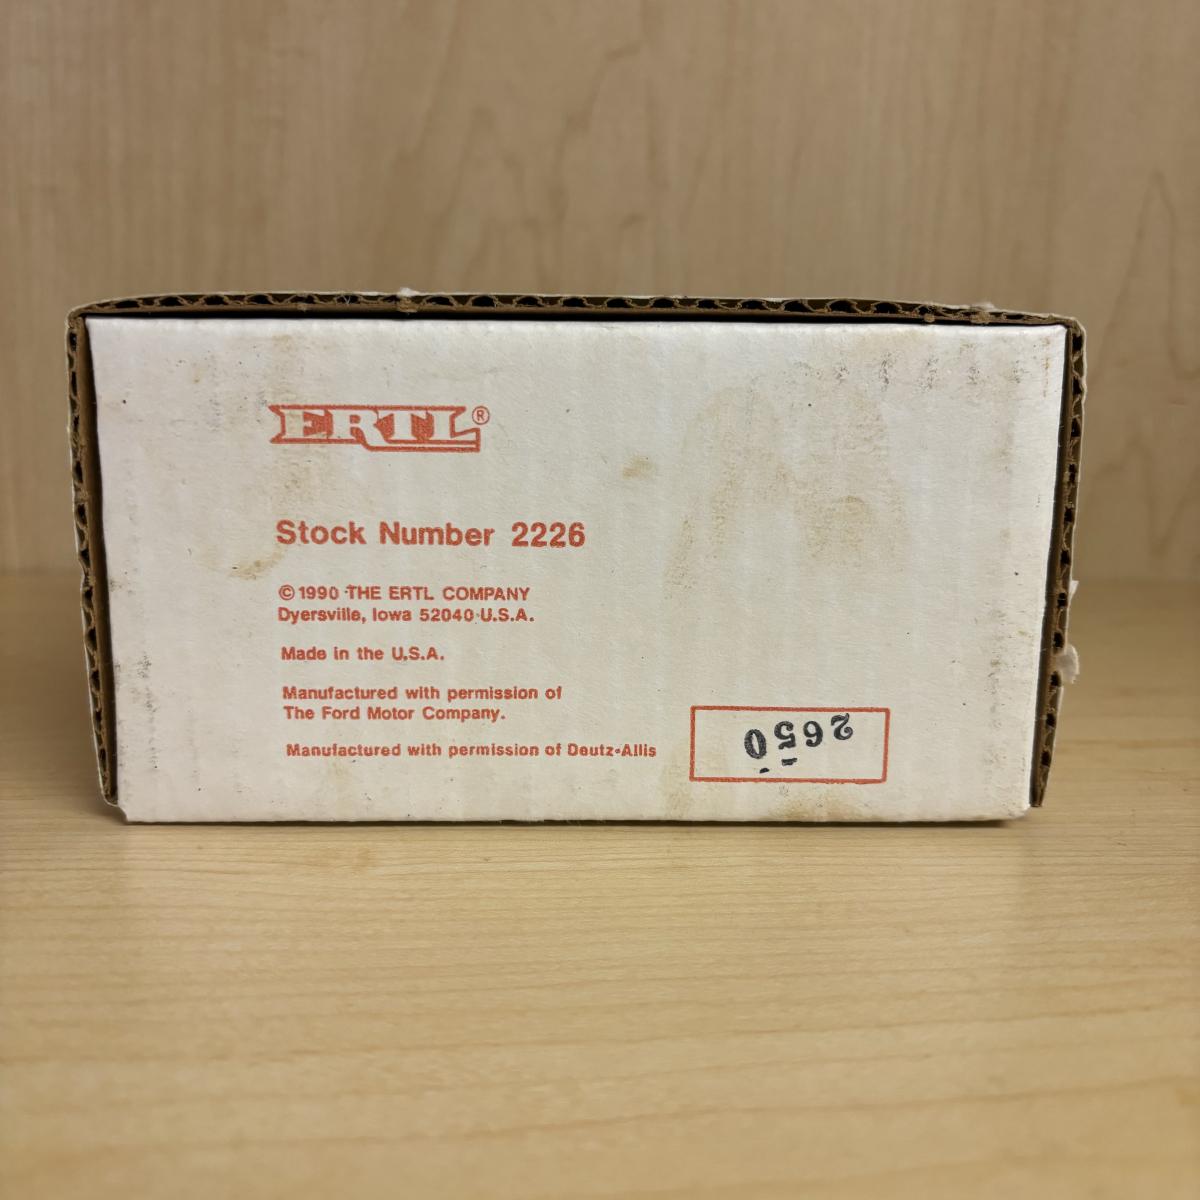 ERTL®
Stock Number 2226
© 1990 THE ERTL COMPANY
Dyersville, Iowa 52040 U.S.A.
Made in the U.S.A.
Manufactured with permission of
The Ford Motor Company.
Manufactured with permission of Deutz-Allis
2650